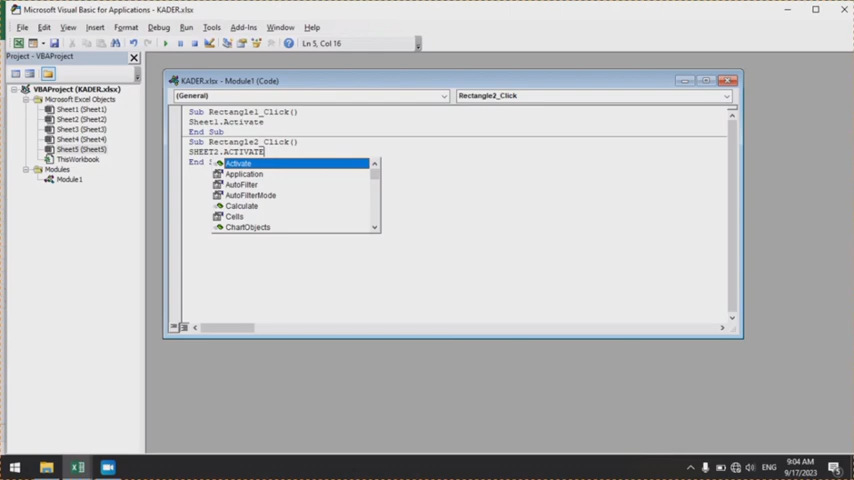 Microsoft Visual Basic for Applications - KADER.xlsx
File Edit View Insert Format Debug Run Tools Add-Ins Window Help
Ln 5, Col 16
Project - VBAProject
KADER.xlsx - Module1 (Code)
(General) Rectangle2_Click
VBAProject (KADER.xlsx)
Microsoft Excel Objects
Sheet1 (Sheet1)
Sheet2 (Sheet2)
Sheet3 (Sheet3)
Sheet4 (Sheet4)
Sheet5 (Sheet5)
ThisWorkbook
Modules
Module1
Sub Rectangle1_Click()
Sheet1.Activate
End Sub
Sub Rectangle2_Click()
SHEET2.ACTIVATE
End S
Activate
Application
AutoFilter
AutoFilterMode
Calculate
Cells
ChartObjects
ENG
9:04 AM
9/17/2023
5